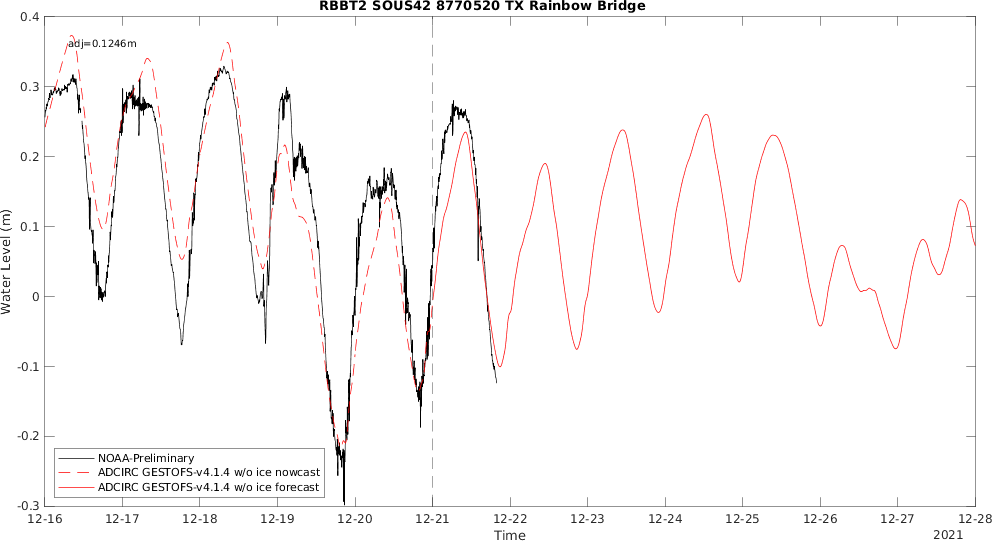 RBBT2 SOUS42 8770520 TX Rainbow Bridge
0.4
adj=0.1246m
0.3
0.2
0.1
0
-0.1
-0.2
-0.3
Water Level (m)
NOAA-Preliminary
ADCIRC GESTOFS-v4.1.4 w/o ice nowcast
ADCIRC GESTOFS-v4.1.4 w/o ice forecast
12-16 12-17 12-18 12-19 12-20 12-21 12-22 12-23 12-24 12-25 12-26 12-27 12-28
Time
2021